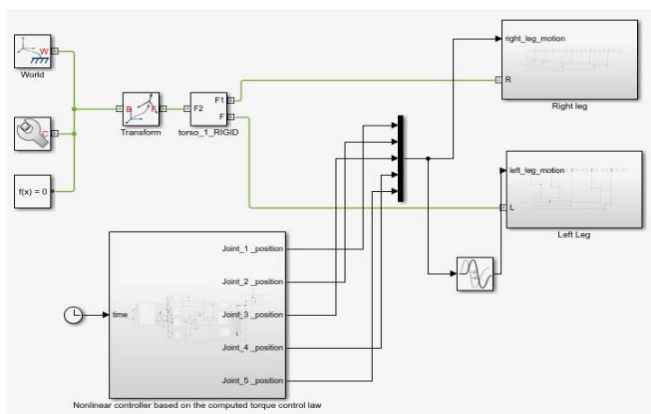 W
World
C
f(x) = 0
B
F
Transform
F2
F1
F
torso_1_RIGID
right_leg_motion
R
Right leg
left_leg_motion
L
Left Leg
time
Joint_1 _position
Joint_2 _position
Joint_3 _position
Joint_4 _position
Joint_5 _position
Nonlinear controller based on the computed torque control law